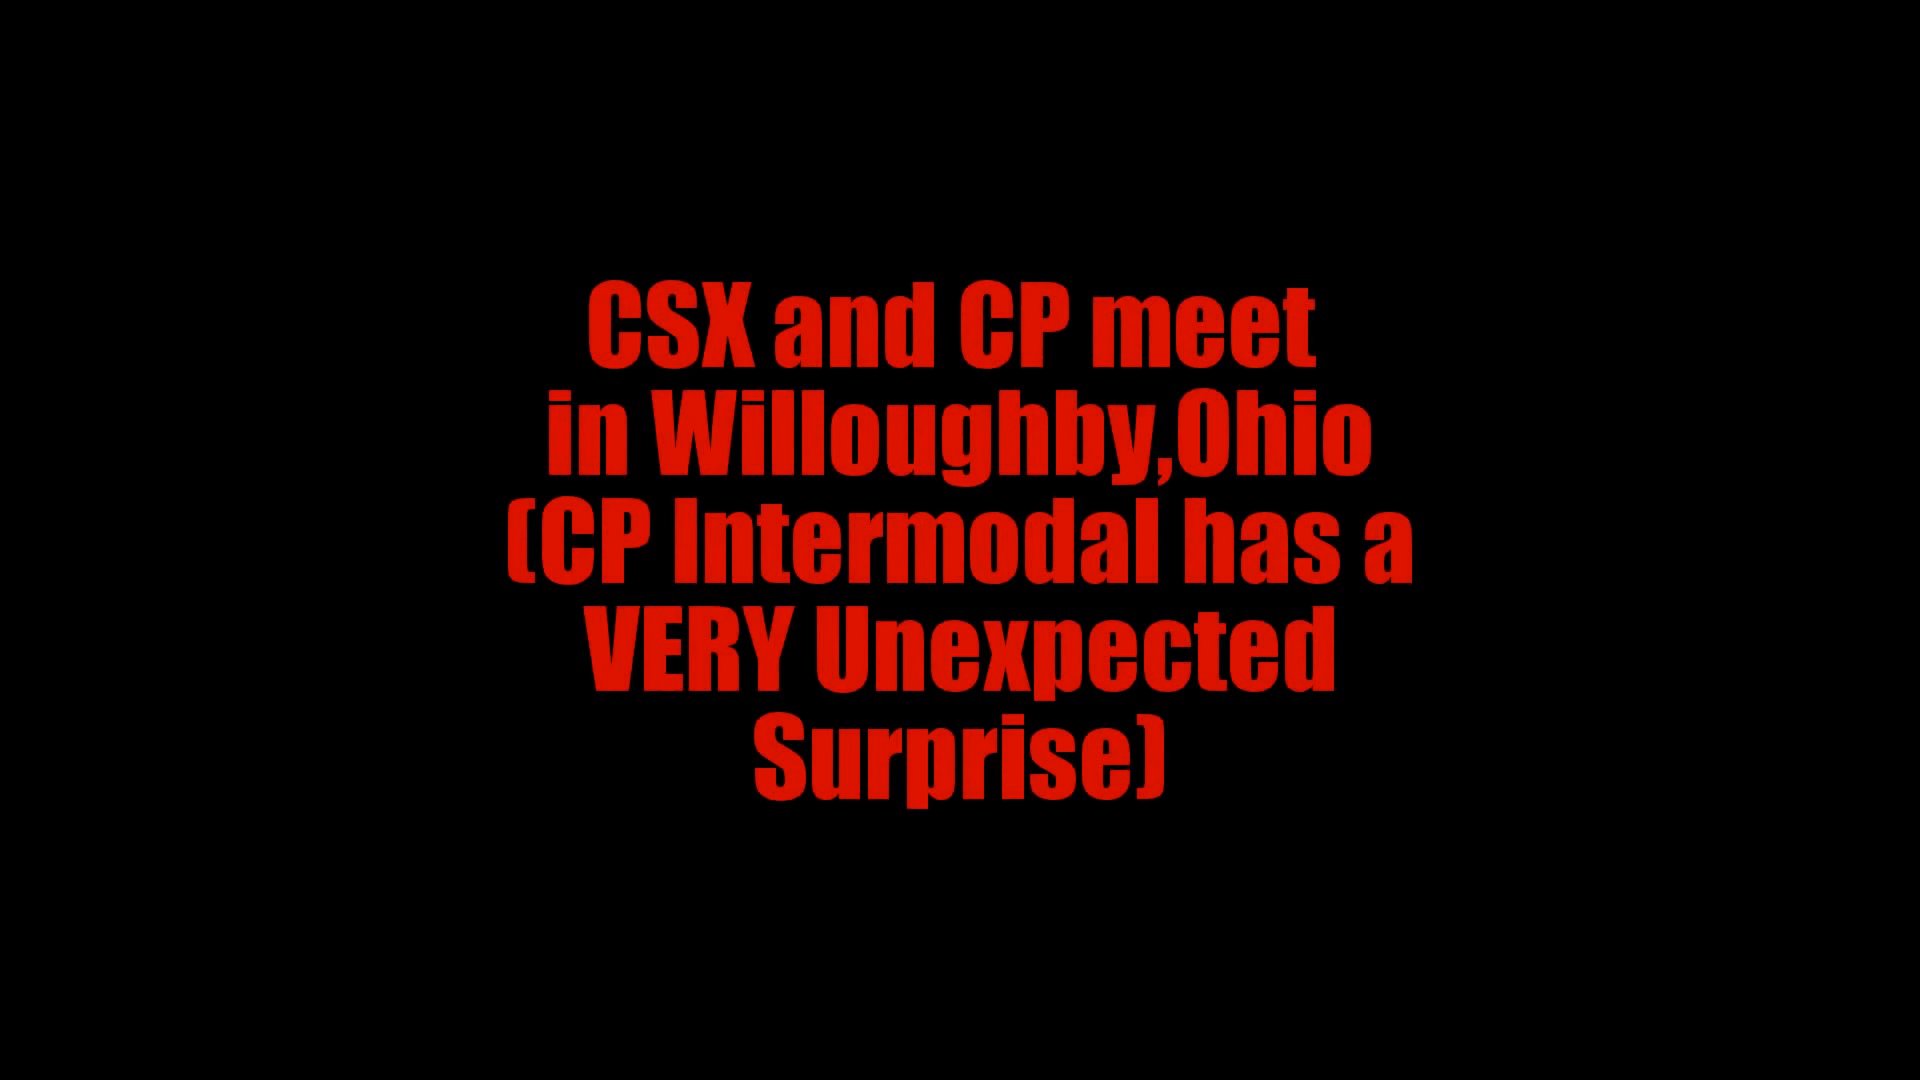 CSX and CP meet
in Willoughby,Ohio
(CP Intermodal has a
VERY Unexpected
Surprise)